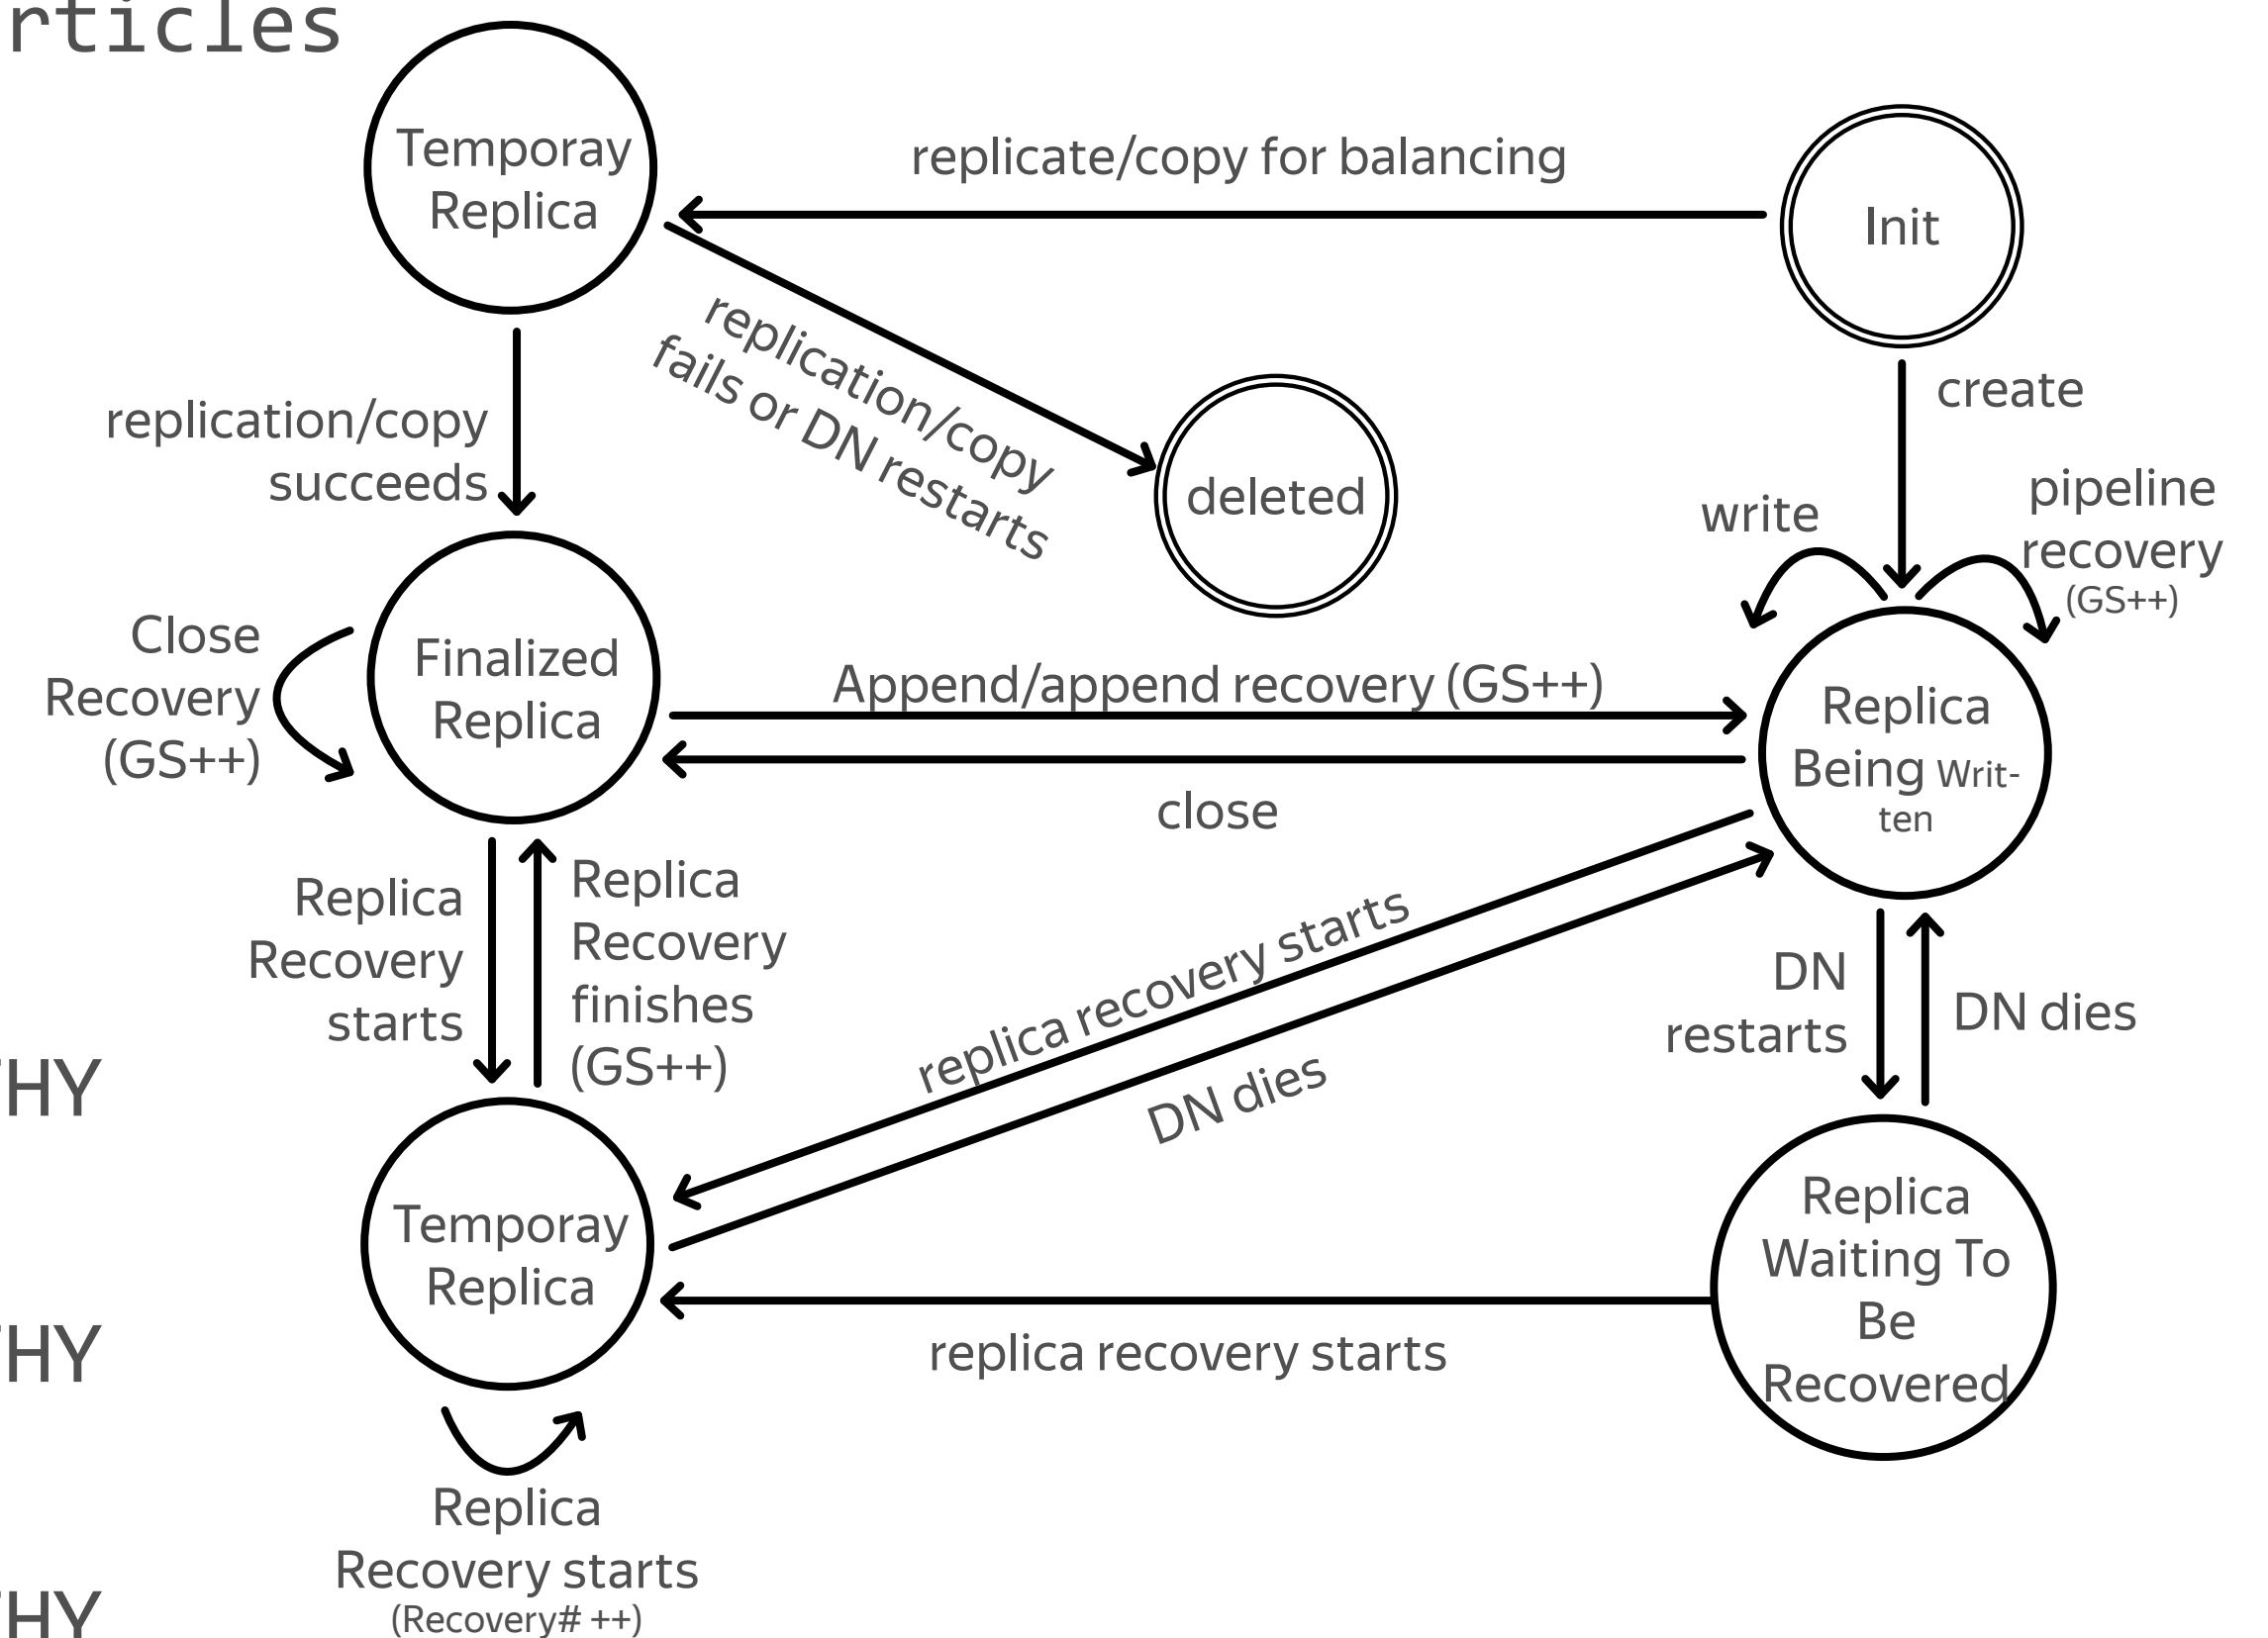 rticles
Temporay
Replica
replicate/copy for balancing
Init
replication/copy
fails or DN restarts
deleted
create
replication/copy
succeeds
write
pipeline
recovery
(GS++)
Close
Recovery
(GS++)
Finalized
Replica
Append/append recovery (GS++)
close
Replica
Being Writ-
ten
Replica
Recovery
starts
Replica
Recovery
finishes
(GS++)
replica recovery starts
DN dies
DN
restarts
DN dies
HY
Temporay
Replica
Replica
Waiting To
Be
Recovered
replica recovery starts
HY
Replica
Recovery starts
(Recovery# ++)
HY